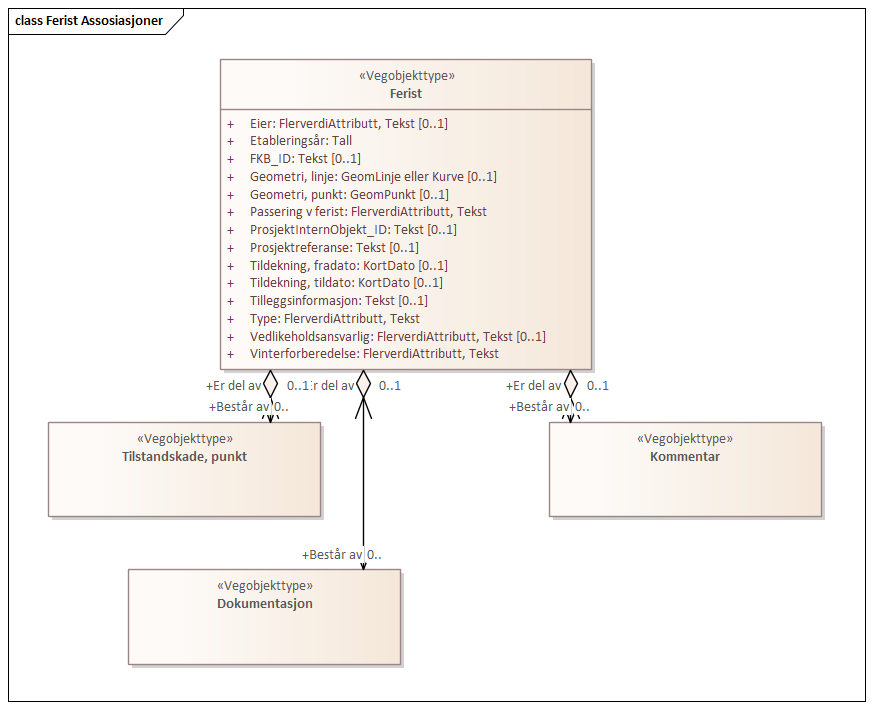 class Ferist Assosiasjoner
«Vegobjekttype»
Ferist
+ Eier: FlerverdiAttributt, Tekst [0..1]
+ Etableringsår: Tall
+ FKB_ID: Tekst [0..1]
+ Geometri, linje: GeomLinje eller Kurve [0..1]
+ Geometri, punkt: GeomPunkt [0..1]
+ Passering v ferist: FlerverdiAttributt, Tekst
+ ProsjektInternObjekt_ID: Tekst [0..1]
+ Prosjektreferanse: Tekst [0..1]
+ Tildekning, fradato: KortDato [0..1]
+ Tildekning, tildato: KortDato [0..1]
+ Tilleggsinformasjon: Tekst [0..1]
+ Type: FlerverdiAttributt, Tekst
+ Vedlikeholdsansvarlig: FlerverdiAttributt, Tekst [0..1]
+ Vinterforberedelse: FlerverdiAttributt, Tekst
+Er del av 0..1 del av 0..1 +Er del av 0..1
+Består av 0.. +Består av 0..
«Vegobjekttype»
Tilstandskade, punkt
«Vegobjekttype»
Kommentar
+Består av 0..
«Vegobjekttype»
Dokumentasjon